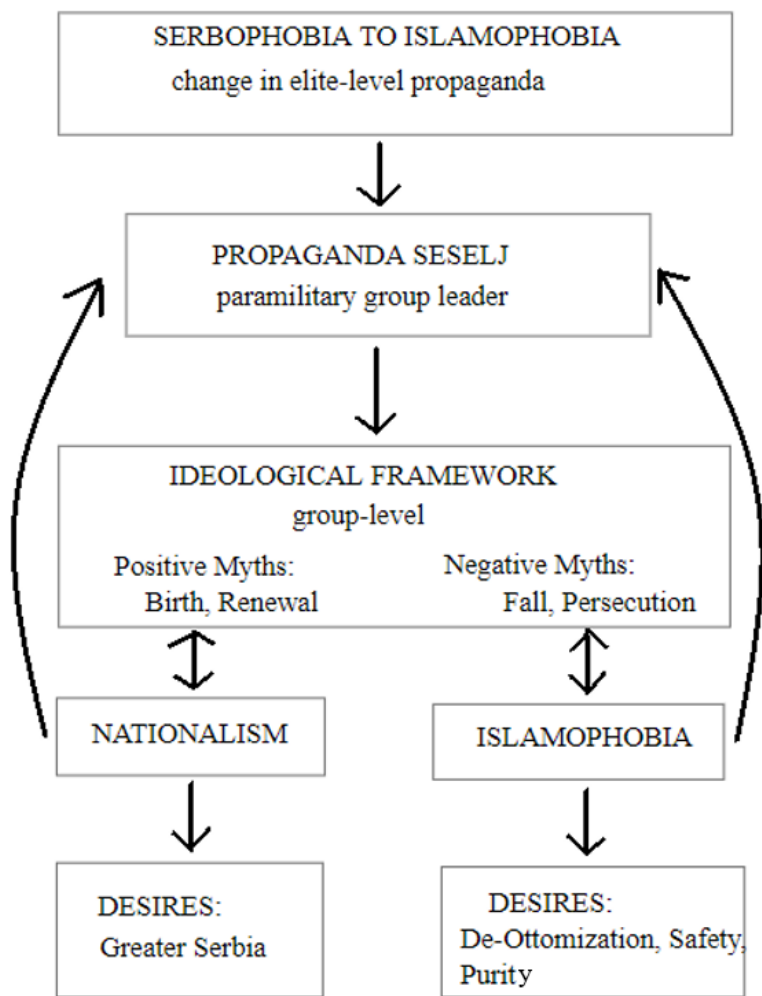 SERBOPHOBIA TO ISLAMOPHOBIA
change in elite-level propaganda
PROPAGANDA SESELJ
paramilitary group leader
IDEOLOGICAL FRAMEWORK
group-level
Positive Myths:
Birth, Renewal
Negative Myths:
Fall, Persecution
NATIONALISM
ISLAMOPHOBIA
DESIRES:
Greater Serbia
DESIRES:
De-Ottomization, Safety,
Purity